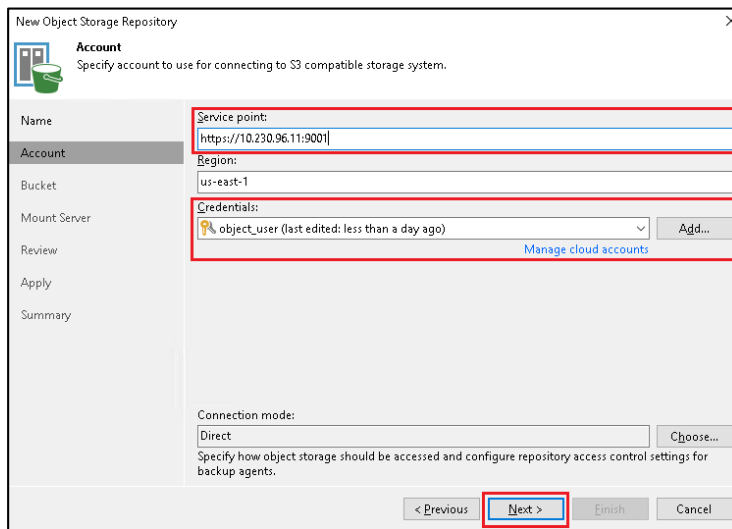 New Object Storage Repository
Account
Specify account to use for connecting to S3 compatible storage system.
Name
Account
Bucket
Mount Server
Review
Apply
Summary
Service point:
https://10.230.96.11:9001
Region:
us-east-1
Credentials:
object_user (last edited: less than a day ago)
Add...
Manage cloud accounts
Connection mode:
Direct
Choose...
Specify how object storage should be accessed and configure repository access control settings for
backup agents.
< Previous
Next >
Finish
Cancel